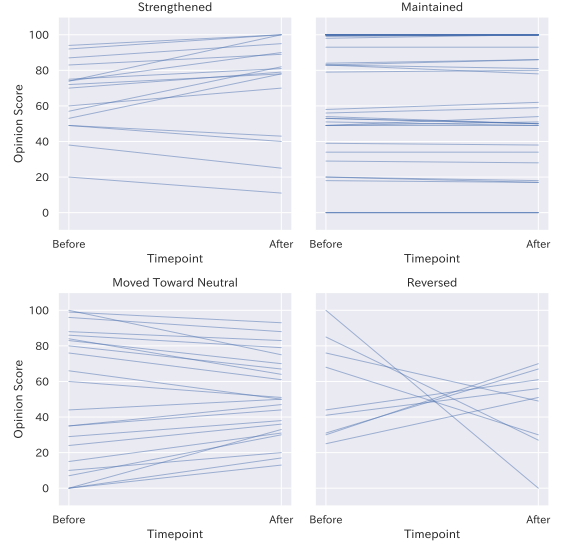 Strengthened
Maintained
Opinion Score
100
80
60
40
20
0
Before
After
Before
After
Timepoint
Timepoint
Moved Toward Neutral
Reversed
Opinion Score
100
80
60
40
20
0
Before
After
Before
After
Timepoint
Timepoint